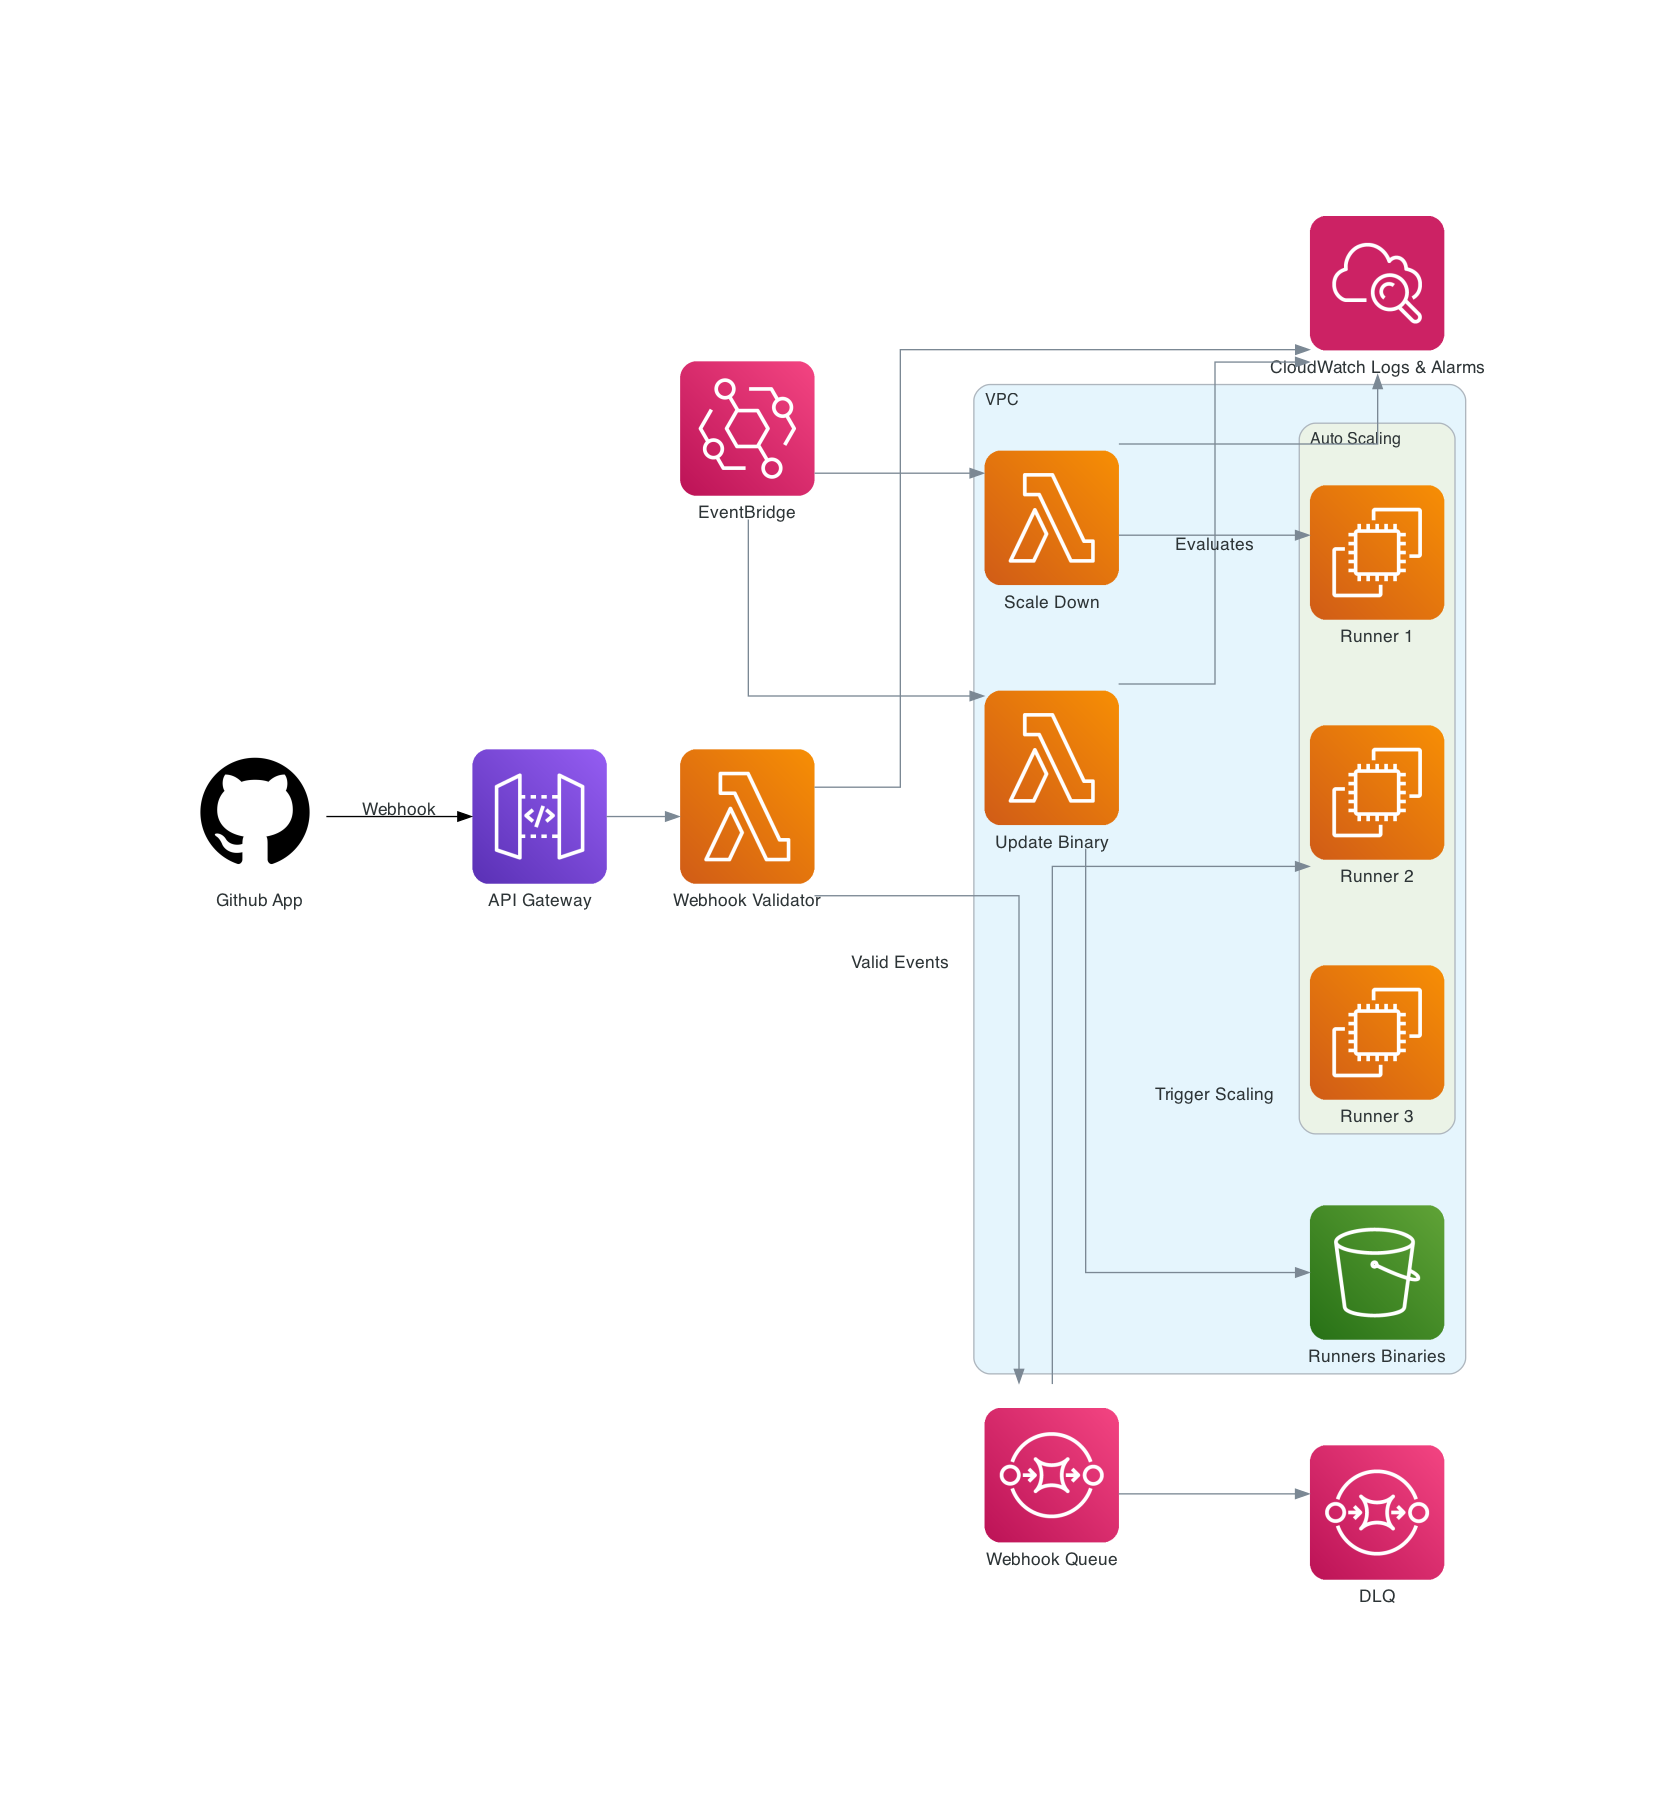 CloudWatch Logs & Alarms
VPC
Auto Scaling
EventBridge
Evaluates
Scale Down
Runner 1
Webhook
Update Binary
Runner 2
Github App
API Gateway
Webhook Validator
Valid Events
Trigger Scaling
Runner 3
Runners Binaries
Webhook Queue
DLQ